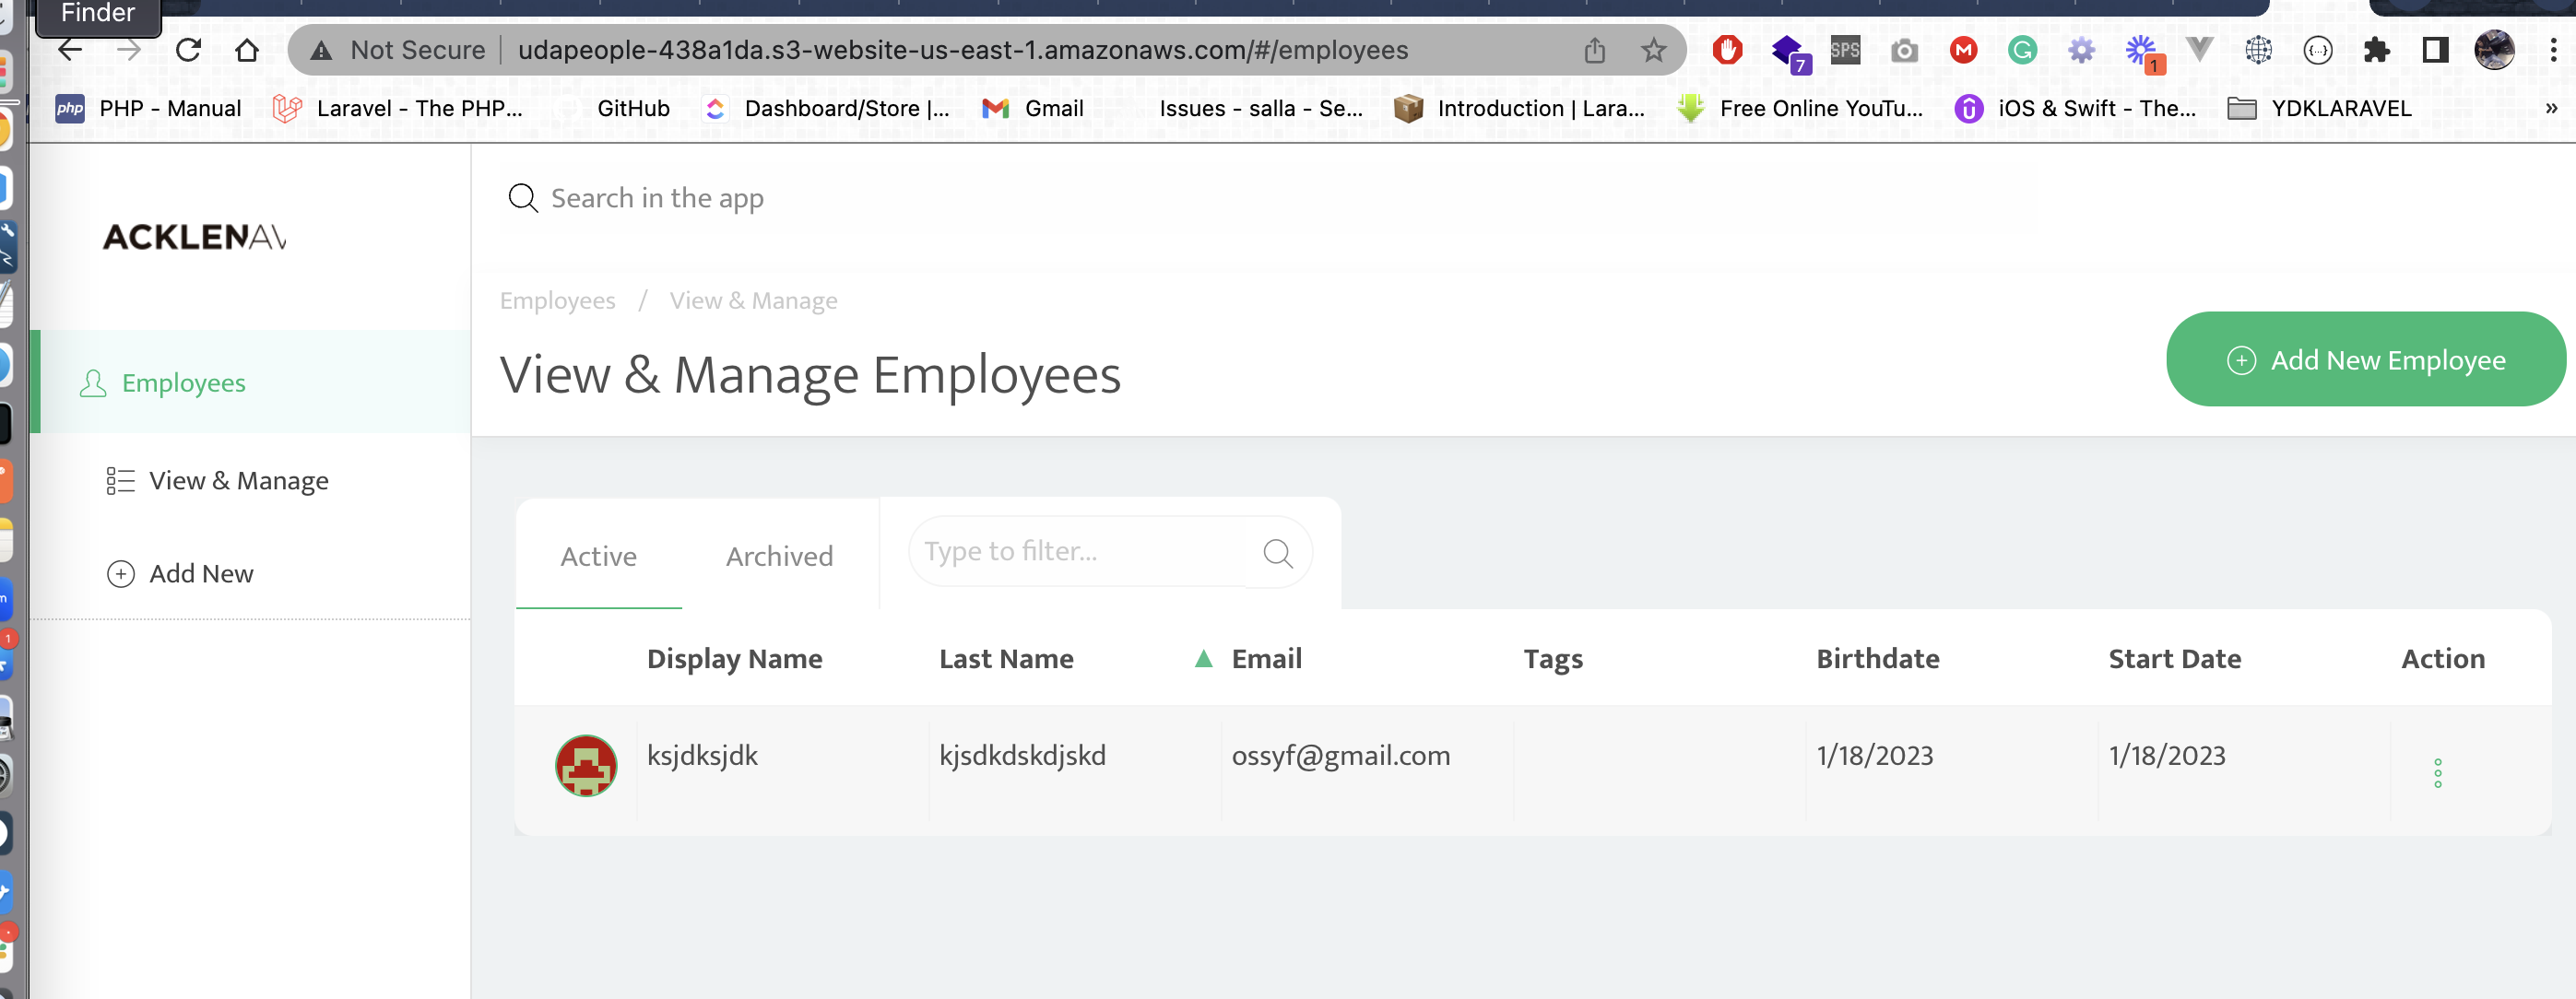 Finder
Not Secure udapeople-438a1da.s3-website-us-east-1.amazonaws.com/#/employees
7 SPS M G 1 {...}
php PHP - Manual Laravel - The PHP... GitHub Dashboard/Store |... Gmail Issues - salla - Se... Introduction | Lara... Free Online YouTu... iOS & Swift - The... YDKLARAVEL »
Search in the app
ACKLENAV
Employees / View & Manage
View & Manage Employees
Add New Employee
Employees
View & Manage
Add New
Active Archived Type to filter...
Display Name Last Name ▲ Email Tags Birthdate Start Date Action
ksjdksjdk kjsdkdskdjskd ossyf@gmail.com 1/18/2023 1/18/2023
m
1